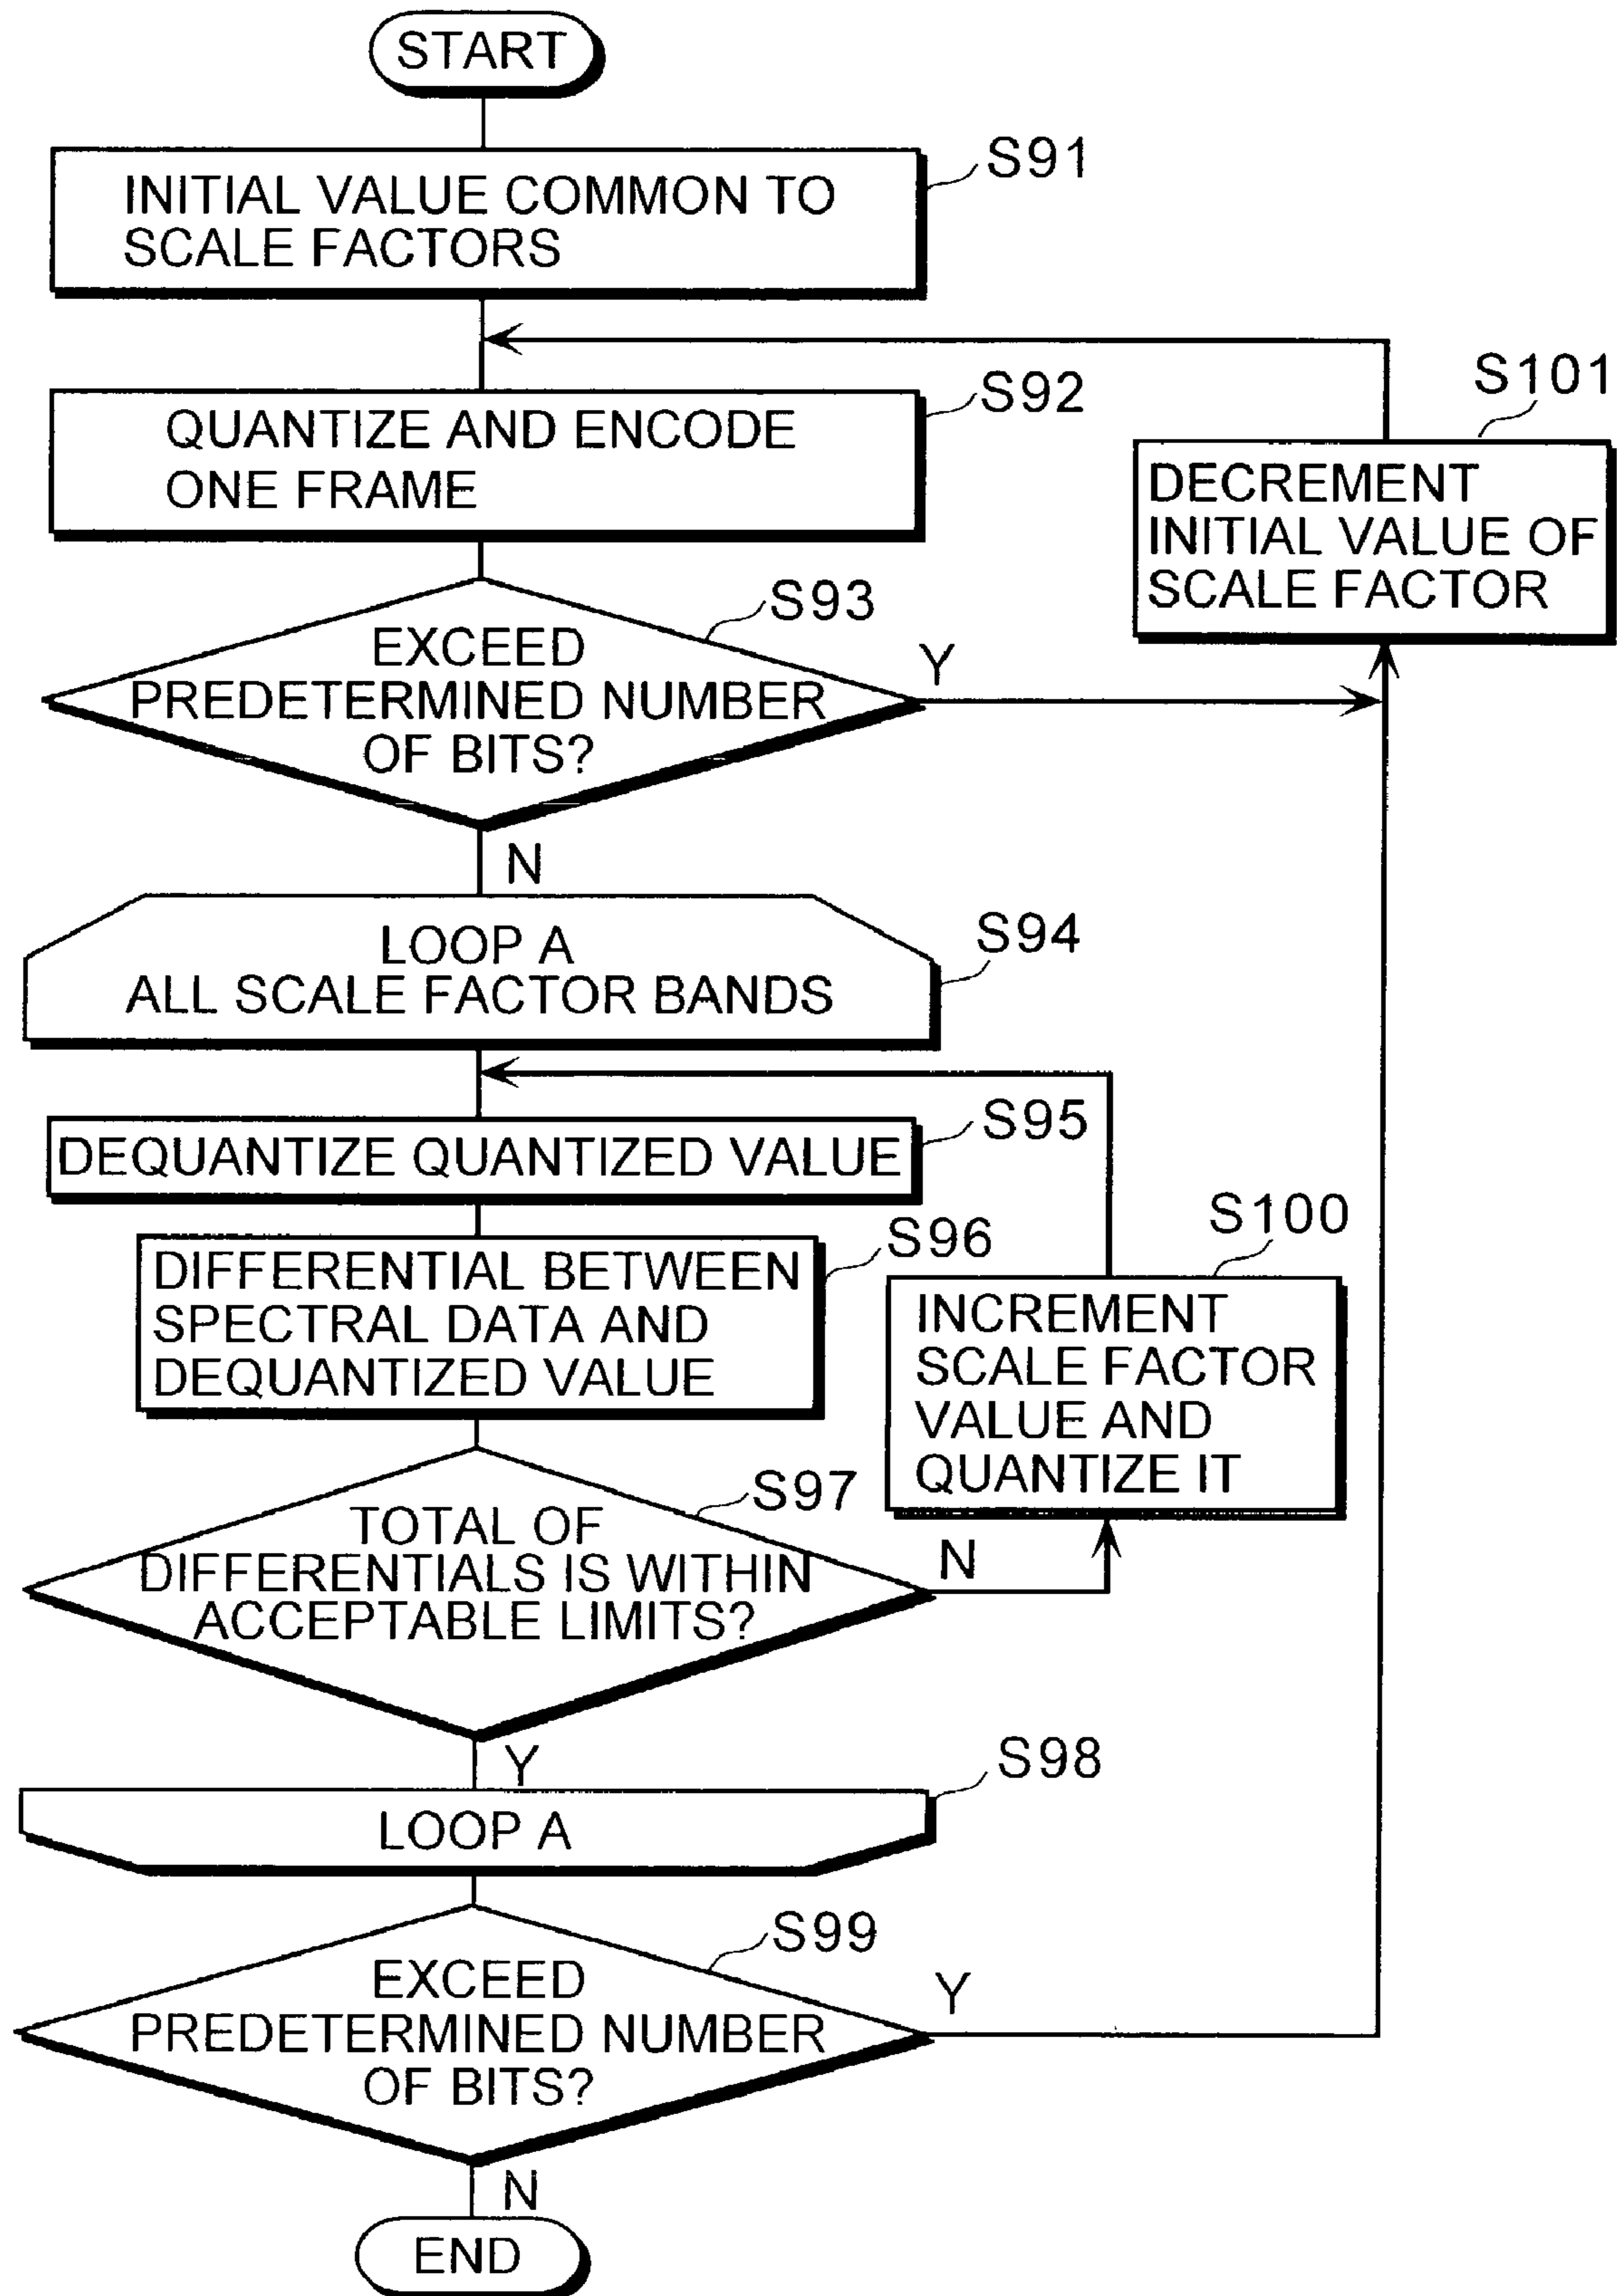 START
S91
INITIAL VALUE COMMON TO
SCALE FACTORS
S92
QUANTIZE AND ENCODE
ONE FRAME
S101
DECREMENT
INITIAL VALUE OF
SCALE FACTOR
S93
EXCEED
PREDETERMINED NUMBER
OF BITS?
Y
N
S94
LOOP A
ALL SCALE FACTOR BANDS
S95
DEQUANTIZE QUANTIZED VALUE
S96
DIFFERENTIAL BETWEEN
SPECTRAL DATA AND
DEQUANTIZED VALUE
S100
INCREMENT
SCALE FACTOR
VALUE AND
QUANTIZE IT
S97
TOTAL OF
DIFFERENTIALS IS WITHIN
ACCEPTABLE LIMITS?
N
Y
S98
LOOP A
S99
EXCEED
PREDETERMINED NUMBER
OF BITS?
Y
N
END